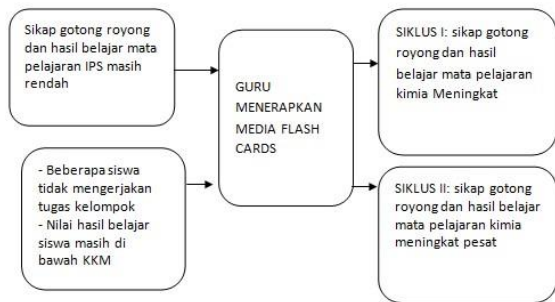 Sikap gotong royong
dan hasil belajar mata
pelajaran IPS masih
rendah
- Beberapa siswa
tidak mengerjakan
tugas kelompok
- Nilai hasil belajar
siswa masih di
bawah KKM
GURU
MENERAPKAN
MEDIA FLASH
CARDS
SIKLUS I: sikap gotong
royong dan hasil
belajar mata pelajaran
kimia Meningkat
SIKLUS II: sikap gotong
royong dan hasil belajar
mata pelajaran kimia
meningkat pesat